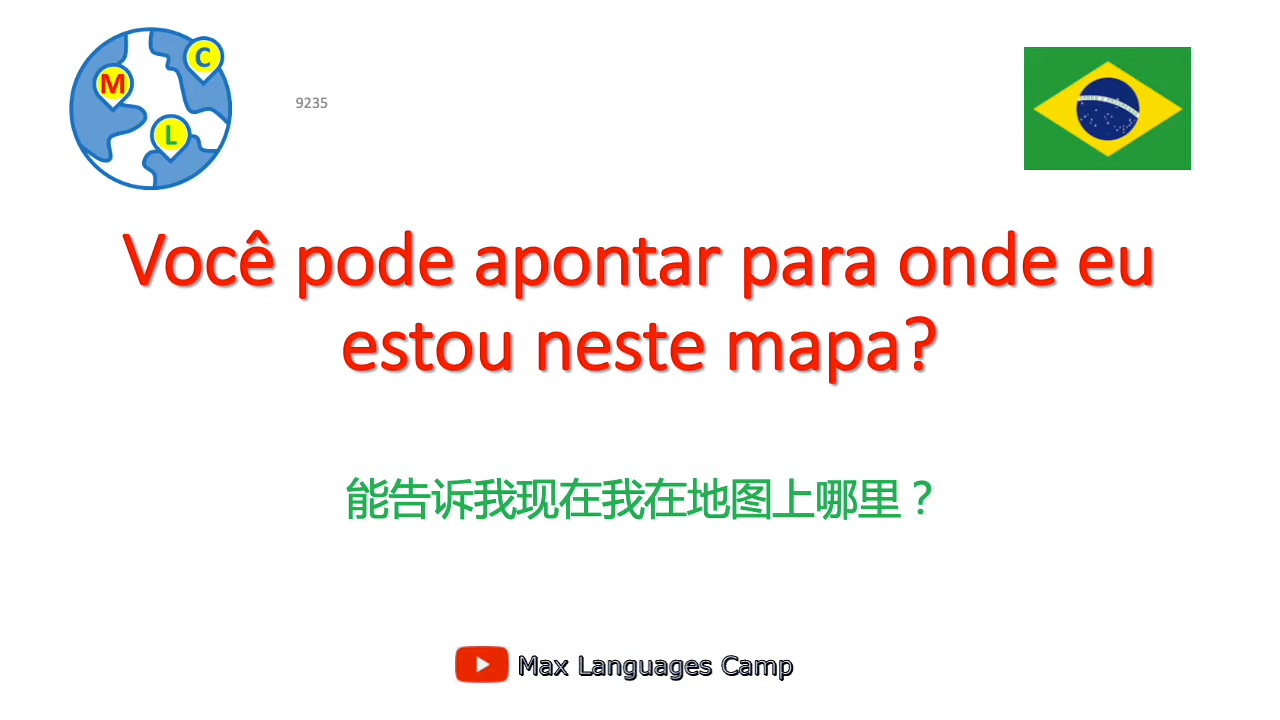 C
M
L
9235
Você pode apontar para onde eu
estou neste mapa?
能告诉我现在我在地图上哪里？
Max Languages Camp